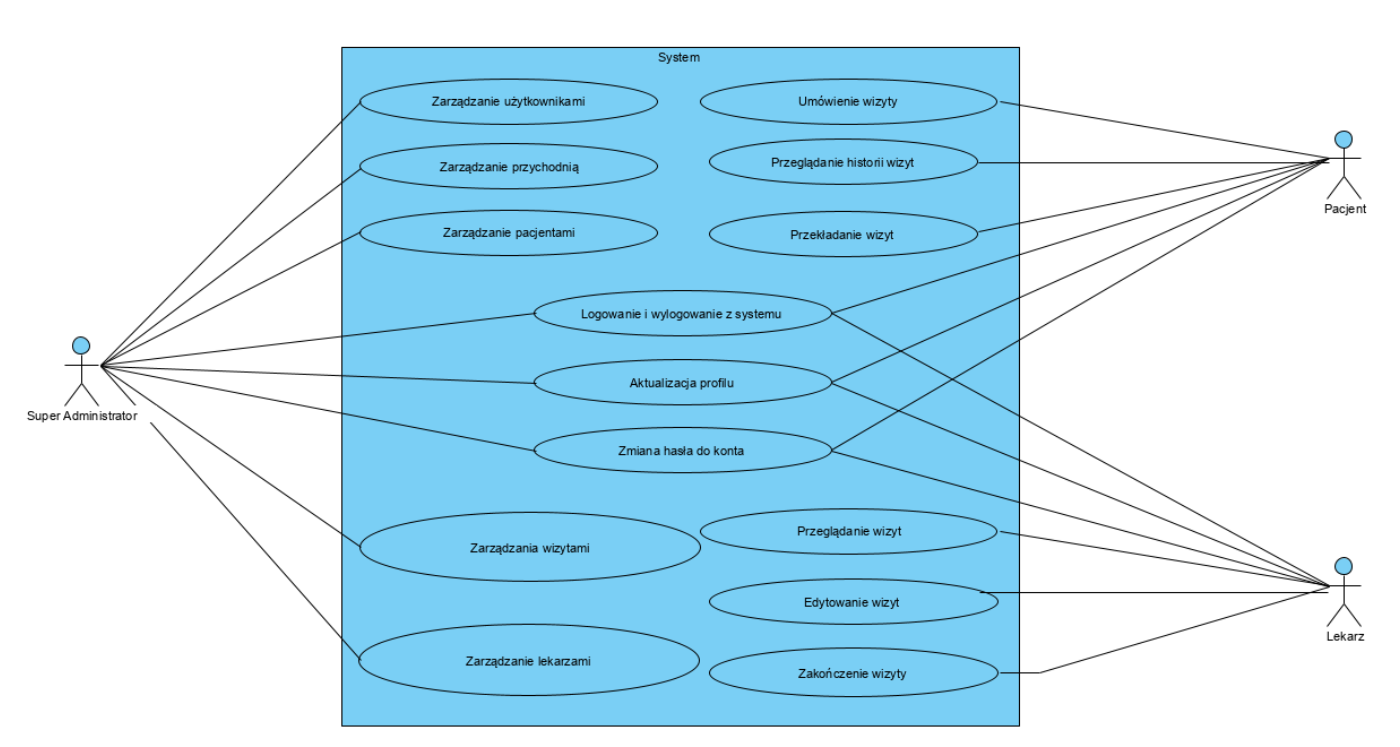 System
Zarządzanie użytkownikami
Umówienie wizyty
Zarządzanie przychodnią
Przeglądanie historii wizyt
Pacjent
Zarządzanie pacjentami
Przekładanie wizyt
Logowanie i wylogowanie z systemu
Aktualizacja profilu
Super Administrator
Zmiana hasła do konta
Zarządzania wizytami
Przeglądanie wizyt
Edytowanie wizyt
Lekarz
Zarządzanie lekarzami
Zakończenie wizyty